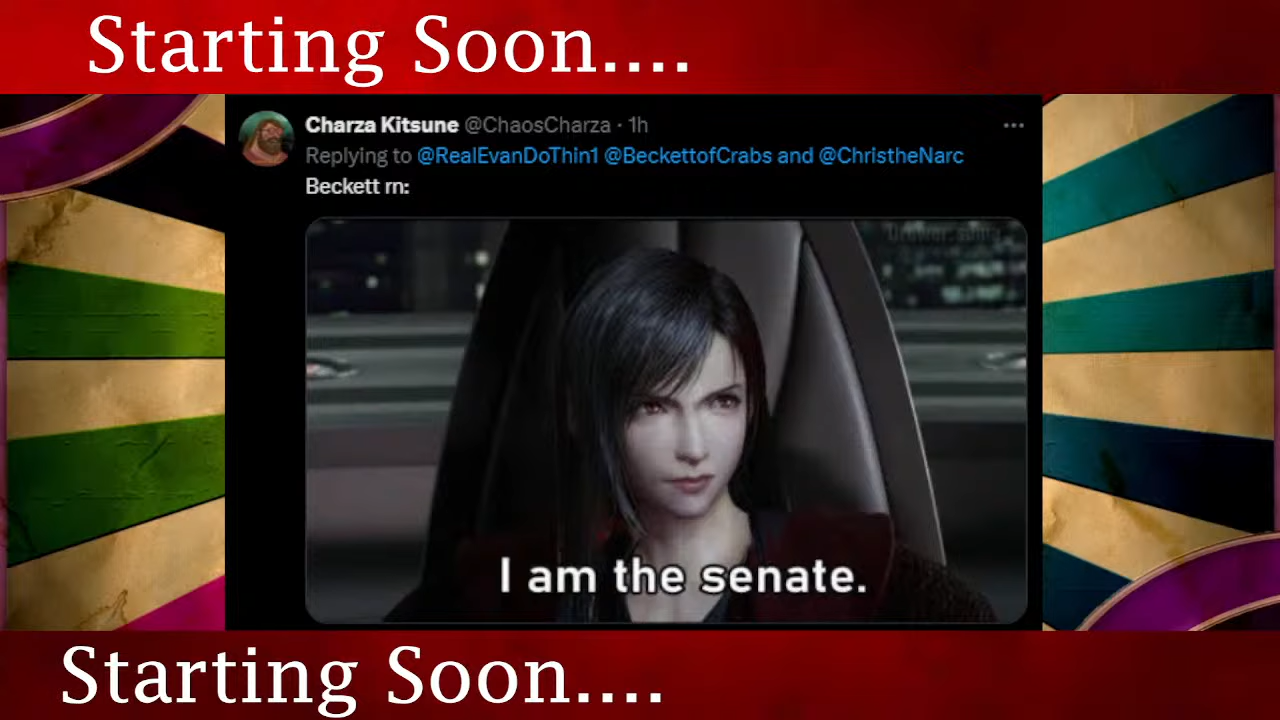 Starting Soon....
Charza Kitsune @ChaosCharza · 1h
Replying to @RealEvanDoThin1 @BeckettofCrabs and @ChristheNarc
Beckett rn:
I am the senate.
Starting Soon....